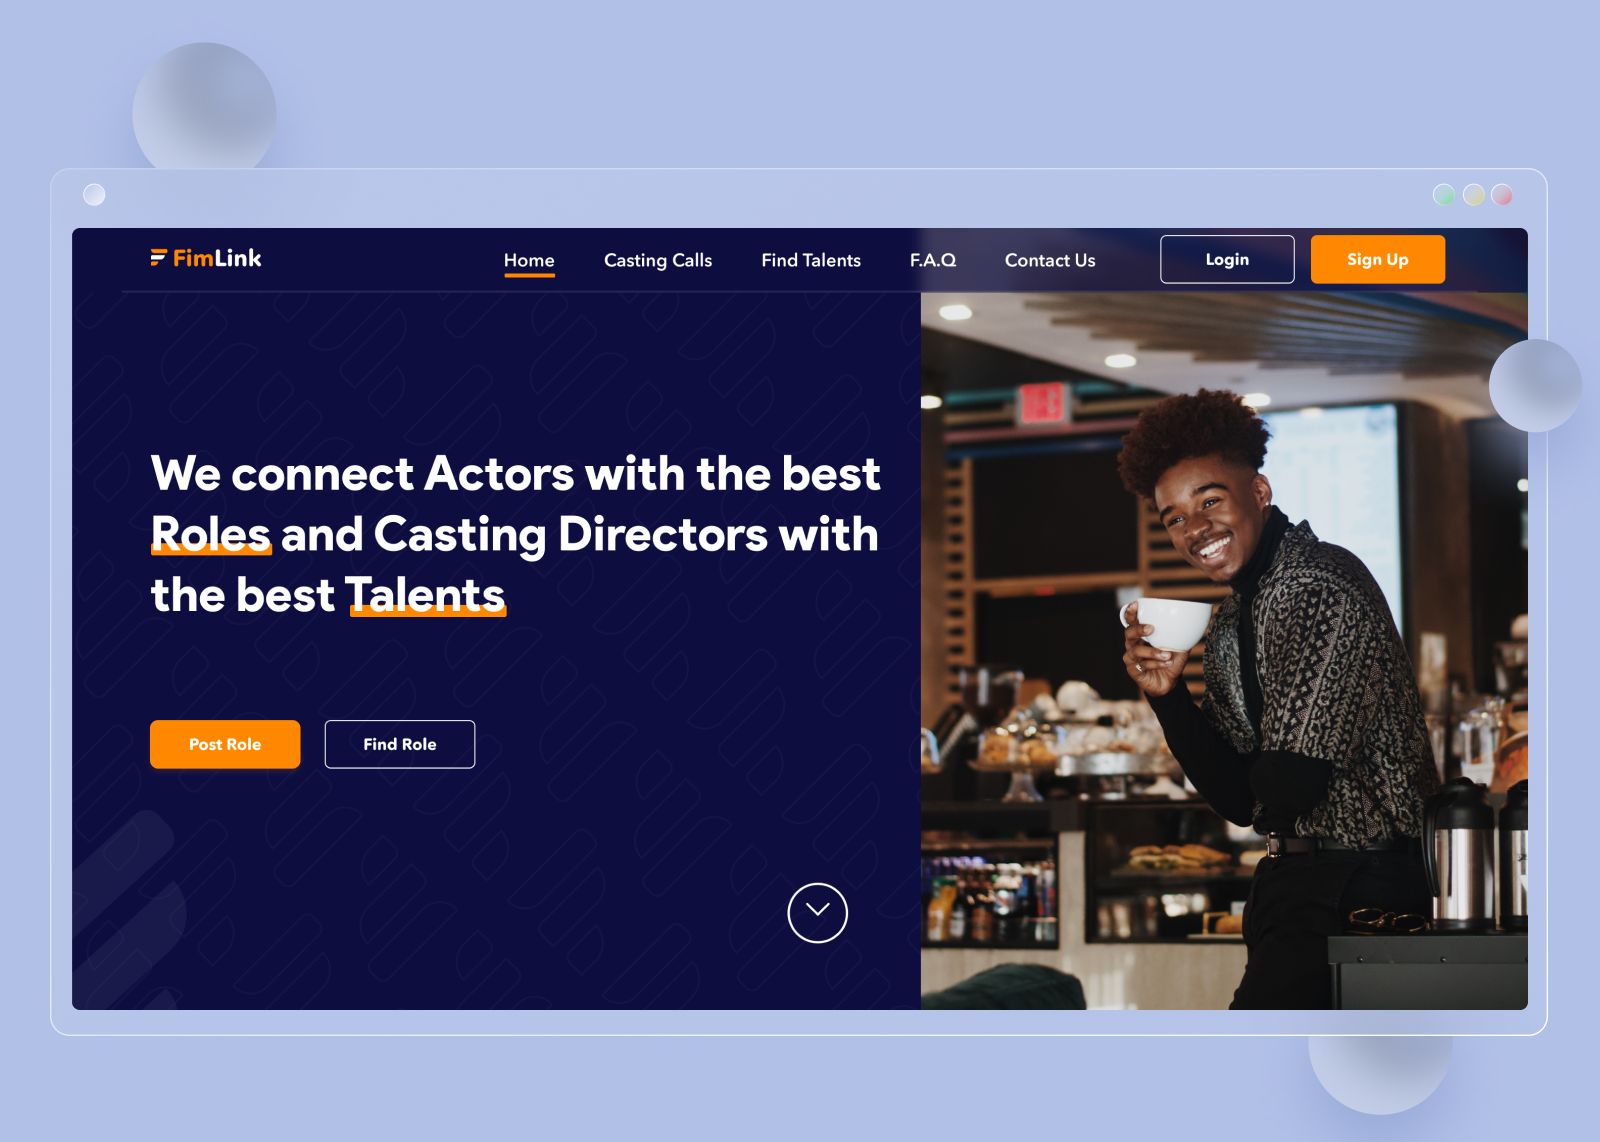 FimLink
Home Casting Calls Find Talents F.A.Q Contact Us Login Sign Up
We connect Actors with the best
Roles and Casting Directors with
the best Talents
Post Role Find Role